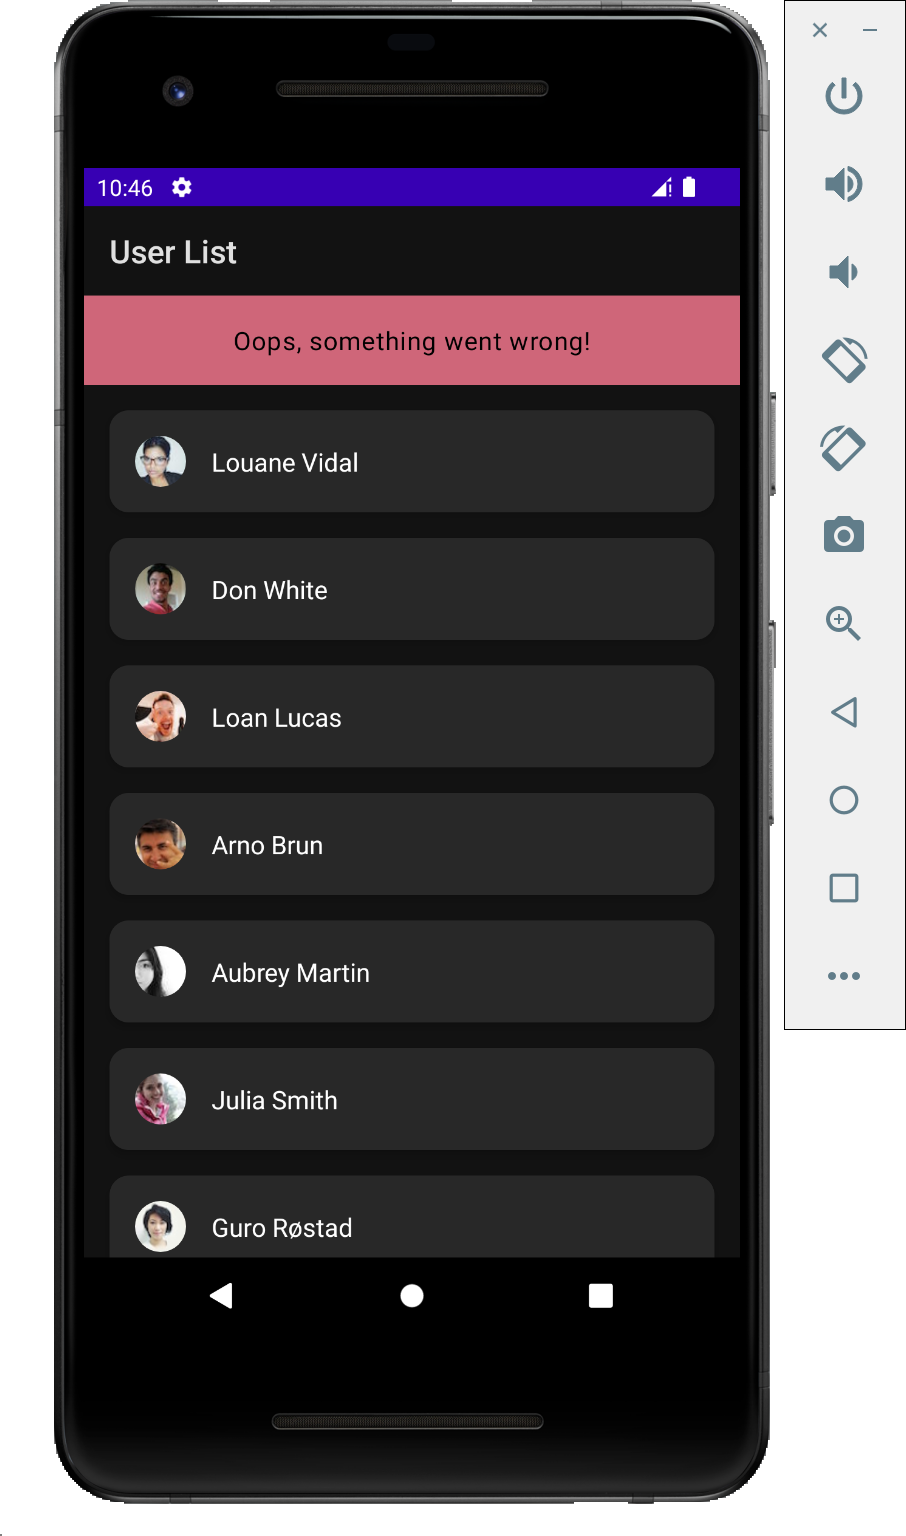 10:46
User List
Oops, something went wrong!
Louane Vidal
Don White
Loan Lucas
Arno Brun
Aubrey Martin
Julia Smith
Guro Røstad